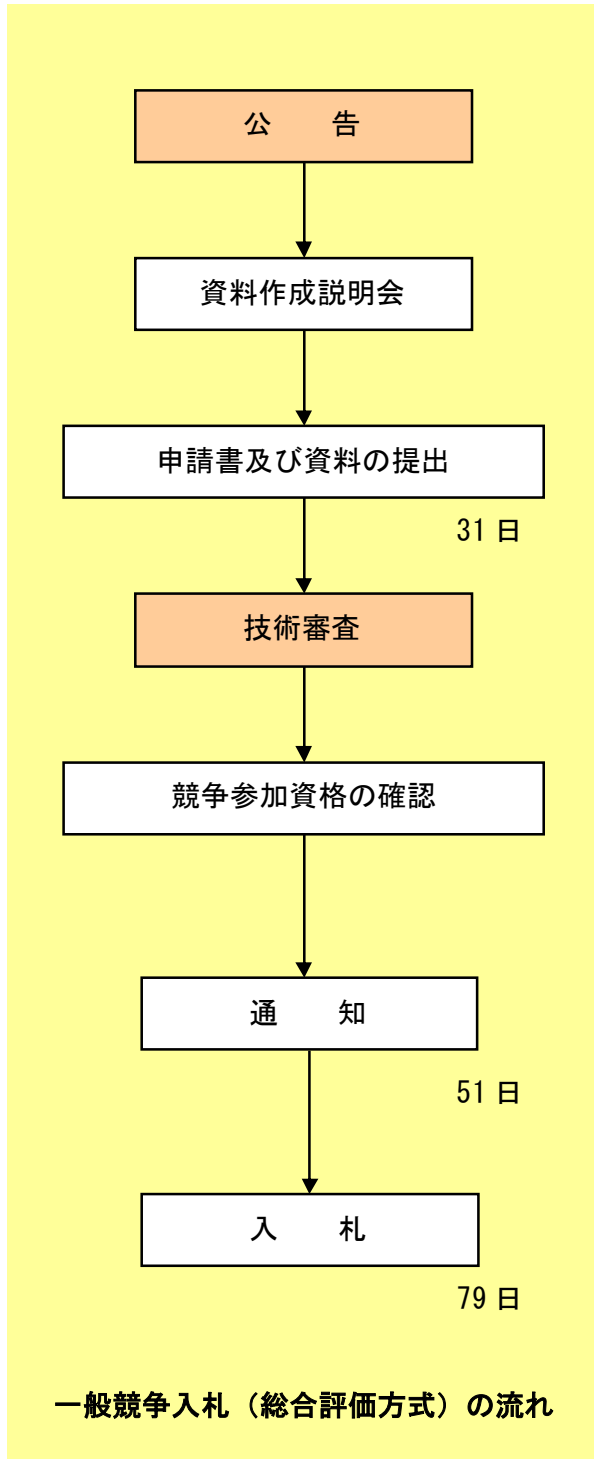 公　　告
資料作成説明会
申請書及び資料の提出
31 日
技術審査
競争参加資格の確認
通　　知
51 日
入　　札
79 日
一般競争入札（総合評価方式）の流れ